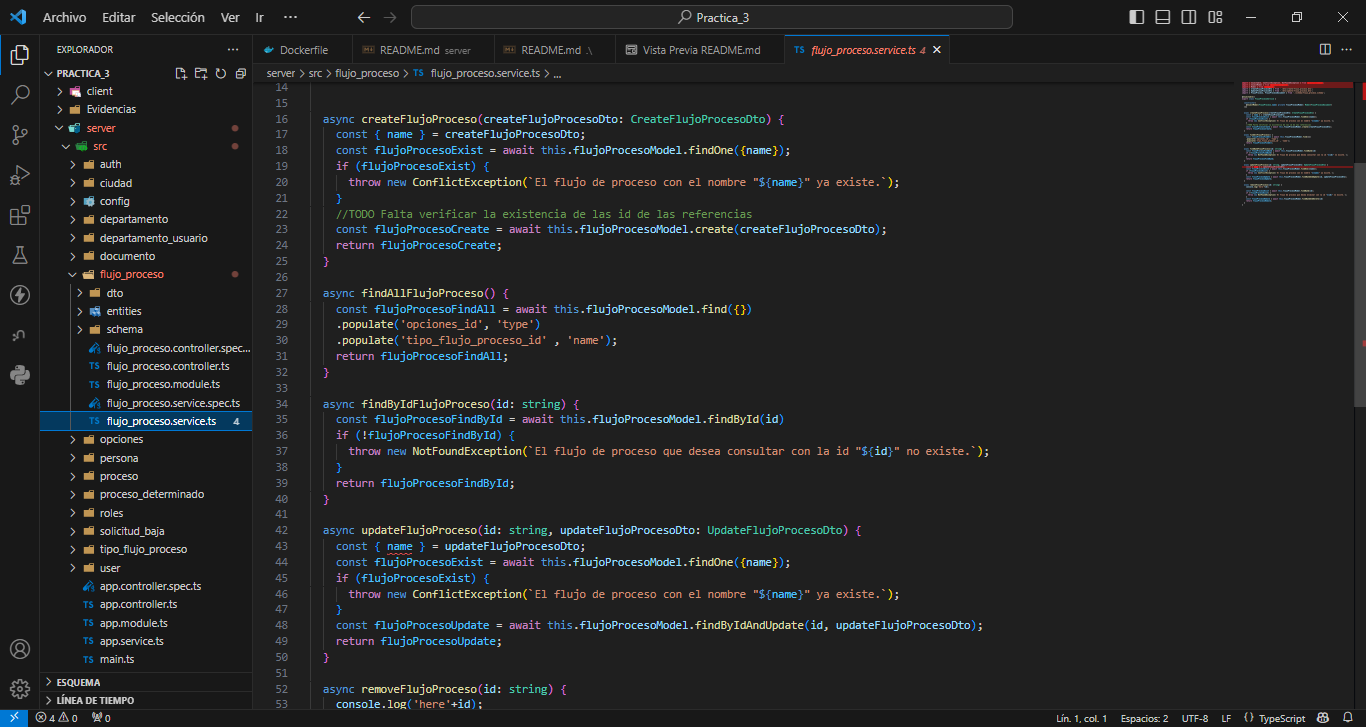 Archivo Editar Selección Ver Ir ···
Practica_3
EXPLORADOR
PRACTICA_3
client
Evidencias
server
src
auth
ciudad
config
departamento
departamento_usuario
documento
flujo_proceso
dto
entities
schema
flujo_proceso.controller.spec...
flujo_proceso.controller.ts
flujo_proceso.module.ts
flujo_proceso.service.spec.ts
flujo_proceso.service.ts 4
opciones
persona
proceso
proceso_determinado
roles
solicitud_baja
tipo_flujo_proceso
user
app.controller.spec.ts
app.controller.ts
app.module.ts
app.service.ts
main.ts
ESQUEMA
LÍNEA DE TIEMPO
Dockerfile
README.md server
README.md .\
Vista Previa README.md
TS flujo_proceso.service.ts 4
server > src > flujo_proceso > TS flujo_proceso.service.ts > ...
14
15
16 async createFlujoProceso(createFlujoProcesoDto: CreateFlujoProcesoDto) {
17 const { name } = createFlujoProcesoDto;
18 const flujoProcesoExist = await this.flujoProcesoModel.findOne({name});
19 if (flujoProcesoExist) {
20 throw new ConflictException(`El flujo de proceso con el nombre "${name}" ya existe.`);
21 }
22 //TODO Falta verificar la existencia de las id de las referencias
23 const flujoProcesoCreate = await this.flujoProcesoModel.create(createFlujoProcesoDto);
24 return flujoProcesoCreate;
25 }
26
27 async findAllFlujoProceso() {
28 const flujoProcesoFindAll = await this.flujoProcesoModel.find({})
29 .populate('opciones_id', 'type')
30 .populate('tipo_flujo_proceso_id' , 'name');
31 return flujoProcesoFindAll;
32 }
33
34 async findByIdFlujoProceso(id: string) {
35 const flujoProcesoFindById = await this.flujoProcesoModel.findById(id)
36 if (!flujoProcesoFindById) {
37 throw new NotFoundException(`El flujo de proceso que desea consultar con la id "${id}" no existe.`);
38 }
39 return flujoProcesoFindById;
40 }
41
42 async updateFlujoProceso(id: string, updateFlujoProcesoDto: UpdateFlujoProcesoDto) {
43 const { name } = updateFlujoProcesoDto;
44 const flujoProcesoExist = await this.flujoProcesoModel.findOne({name});
45 if (flujoProcesoExist) {
46 throw new ConflictException(`El flujo de proceso con el nombre "${name}" ya existe.`);
47 }
48 const flujoProcesoUpdate = await this.flujoProcesoModel.findByIdAndUpdate(id, updateFlujoProcesoDto);
49 return flujoProcesoUpdate;
50 }
51
52 async removeFlujoProceso(id: string) {
53 console.log('here'+id);
4 0 0
Lín. 1, col. 1 Espacios: 2 UTF-8 LF {} TypeScript